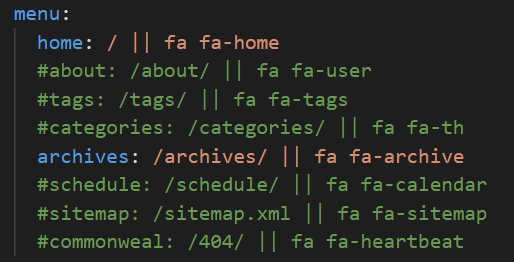 menu:
  home: / || fa fa-home
  #about: /about/ || fa fa-user
  #tags: /tags/ || fa fa-tags
  #categories: /categories/ || fa fa-th
  archives: /archives/ || fa fa-archive
  #schedule: /schedule/ || fa fa-calendar
  #sitemap: /sitemap.xml || fa fa-sitemap
  #commonweal: /404/ || fa fa-heartbeat